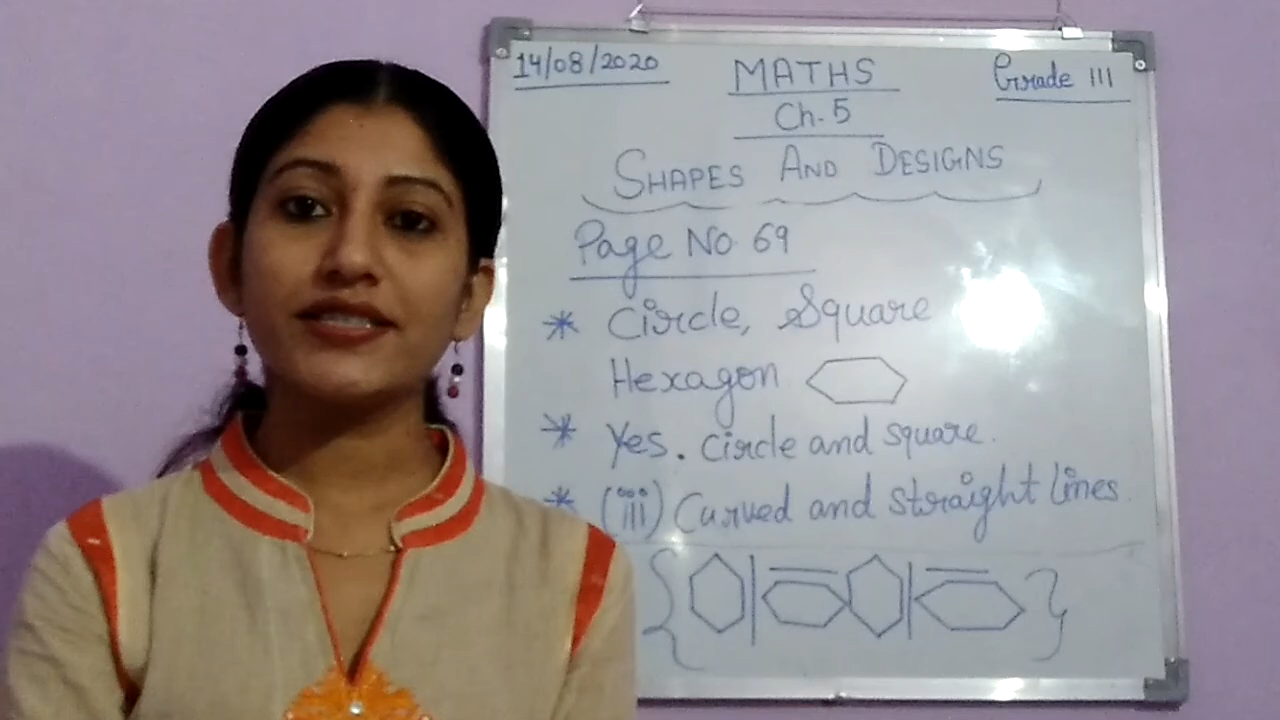 14/08/2020 MATHS Grade III
Ch. 5
SHAPES AND DESIGNS
Page No. 69
* Circle, Square
Hexagon
* Yes. Circle and square.
* (iii) Curved and straight lines